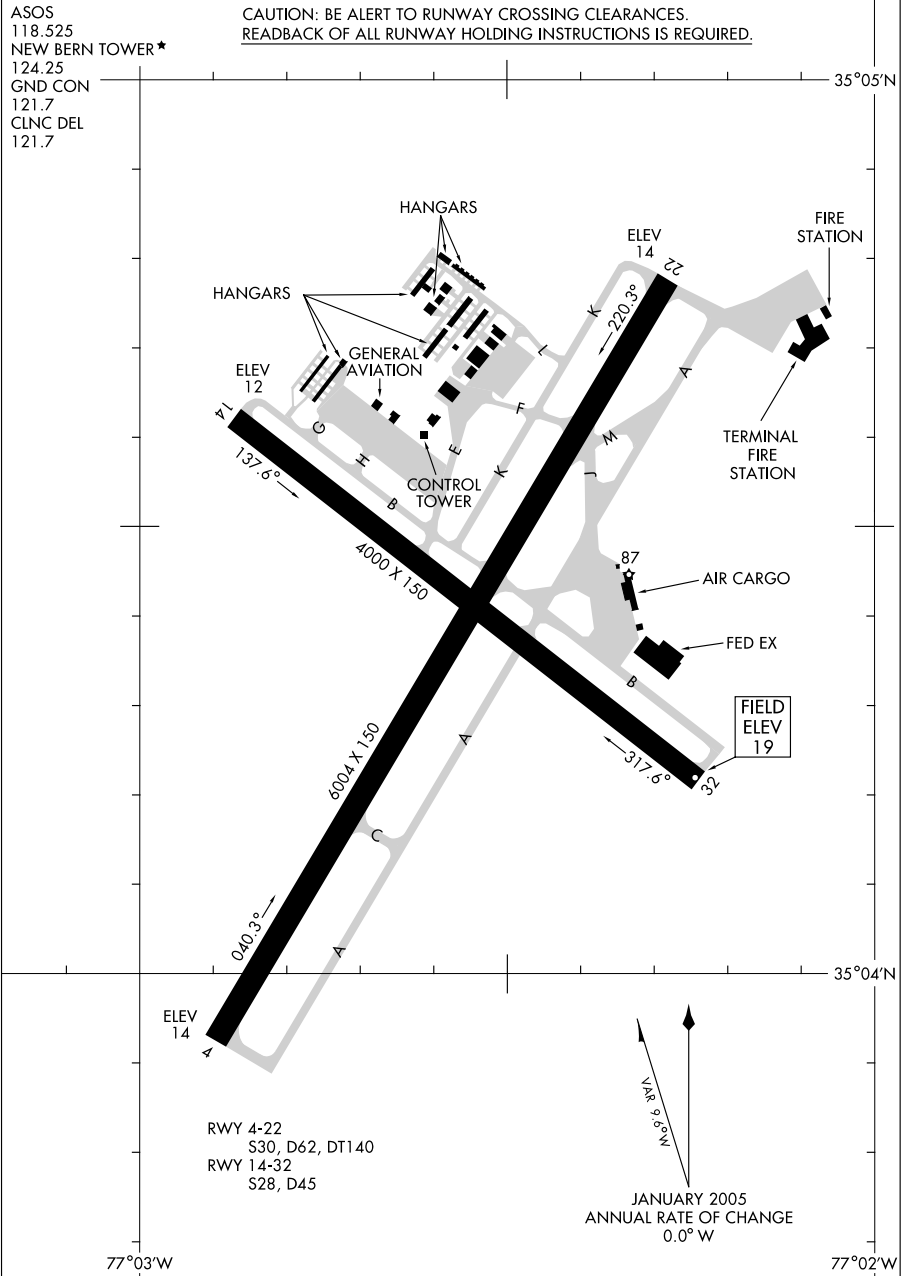 ASOS
118.525
NEW BERN TOWER★
124.25
GND CON
121.7
CLNC DEL
121.7
CAUTION: BE ALERT TO RUNWAY CROSSING CLEARANCES.
READBACK OF ALL RUNWAY HOLDING INSTRUCTIONS IS REQUIRED.
35°05'N
HANGARS
FIRE
STATION
ELEV
14
22
HANGARS
K
220.3°
L
GENERAL
AVIATION
ELEV
12
A
14
F
G
M
TERMINAL
FIRE
STATION
137.6°
H
E
K
J
CONTROL
TOWER
B
4000 X 150
87
AIR CARGO
FED EX
B
FIELD
ELEV
19
A
317.6°
32
6004 X 150
C
040.3°
A
35°04'N
ELEV
14
4
VAR 9.6°W
RWY 4-22
S30, D62, DT140
RWY 14-32
S28, D45
JANUARY 2005
ANNUAL RATE OF CHANGE
0.0° W
77°03'W
77°02'W